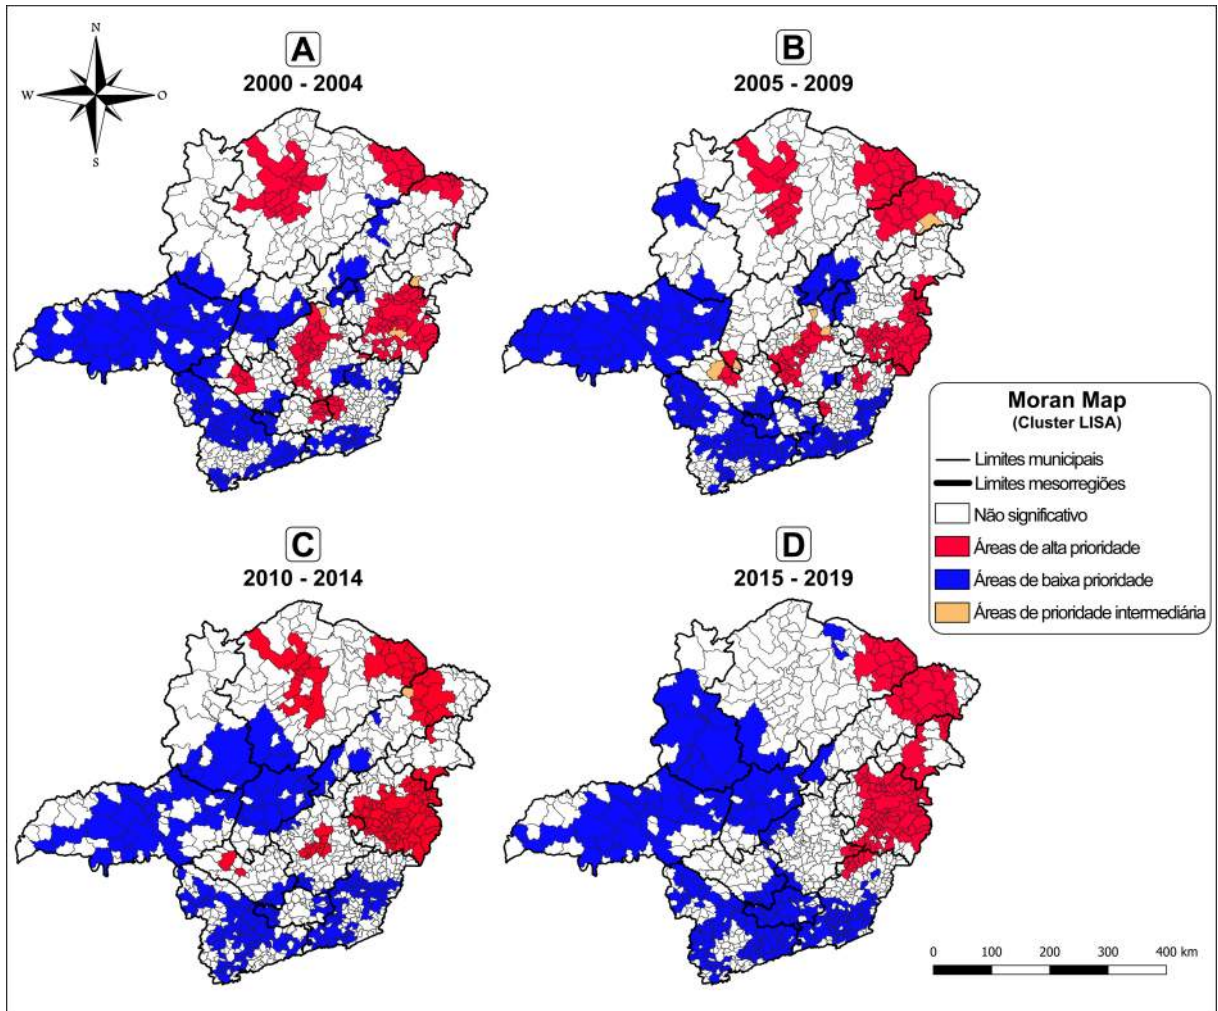 N
W
O
S
A
2000 - 2004
B
2005 - 2009
C
2010 - 2014
D
2015 - 2019
Moran Map
(Cluster LISA)
Limites municipais
Limites mesorregiões
Não significativo
Áreas de alta prioridade
Áreas de baixa prioridade
Áreas de prioridade intermediária
0 100 200 300 400 km